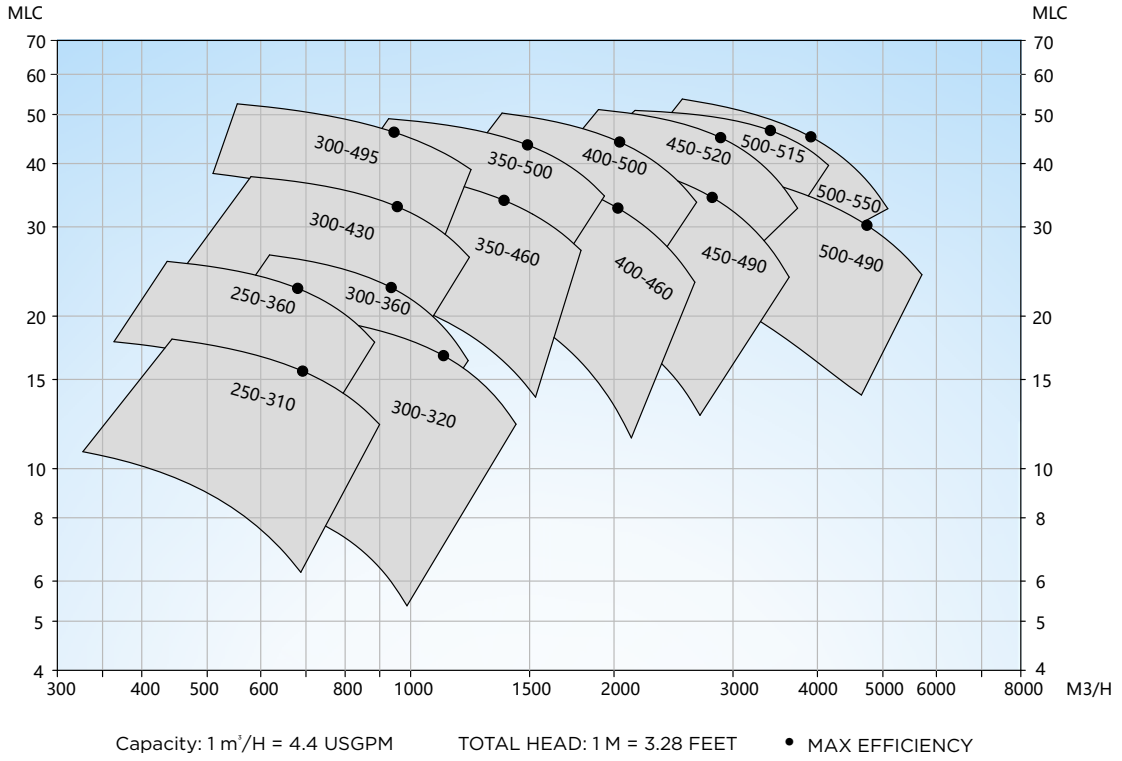 MLC MLC
70 70
60 60
50 50
300-495 350-500 400-500 450-520 500-515
40 40
500-550
30 300-430 350-460 400-460 450-490 500-490 30
250-360 300-360
20 20
15 15
250-310 300-320
10 10
8 8
6 6
5 5
4 4
300 400 500 600 800 1000 1500 2000 3000 4000 5000 6000 8000 M3/H
Capacity: 1 m³/H = 4.4 USGPM TOTAL HEAD: 1 M = 3.28 FEET • MAX EFFICIENCY